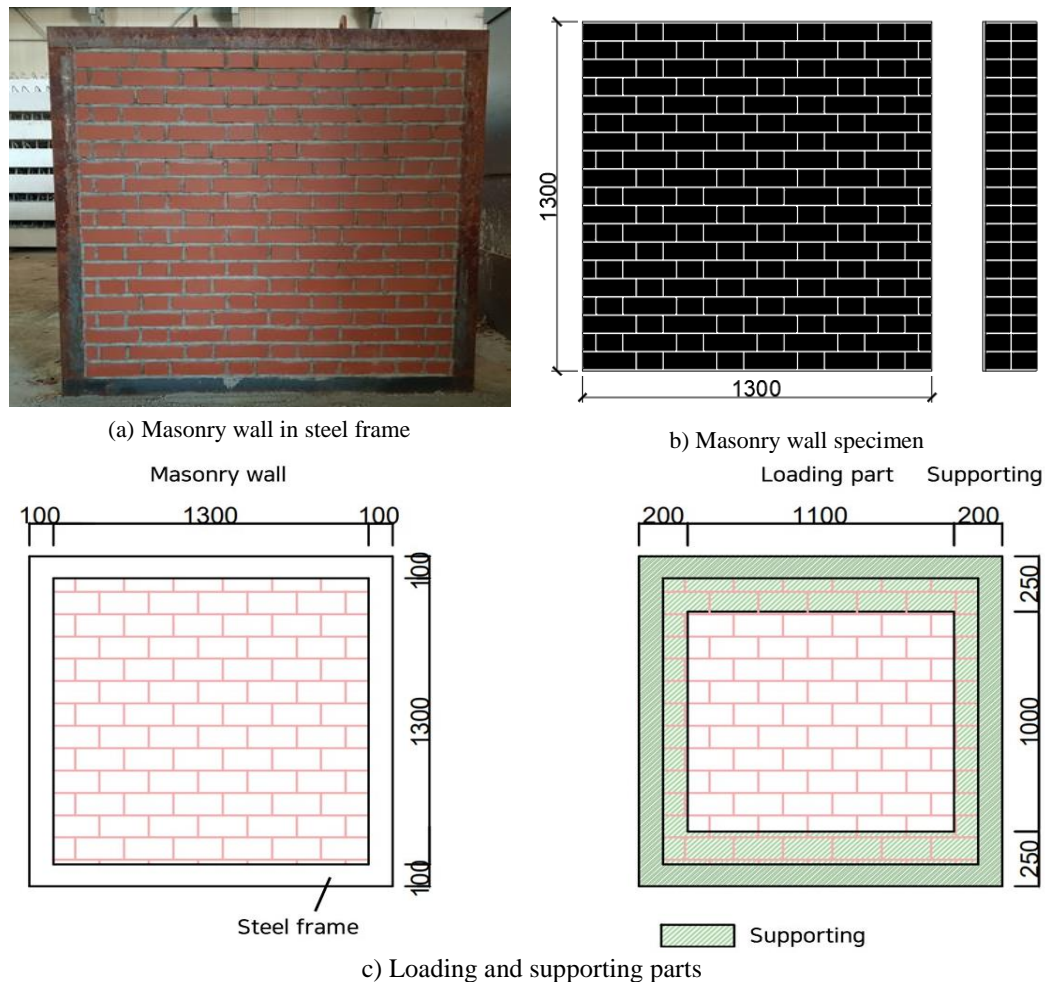 1300
1300
(a) Masonry wall in steel frame
b) Masonry wall specimen
Masonry wall
Loading part Supporting
100 1300 100
200 1100 200
100
1300
100
250
1000
250
Steel frame
Supporting
c) Loading and supporting parts